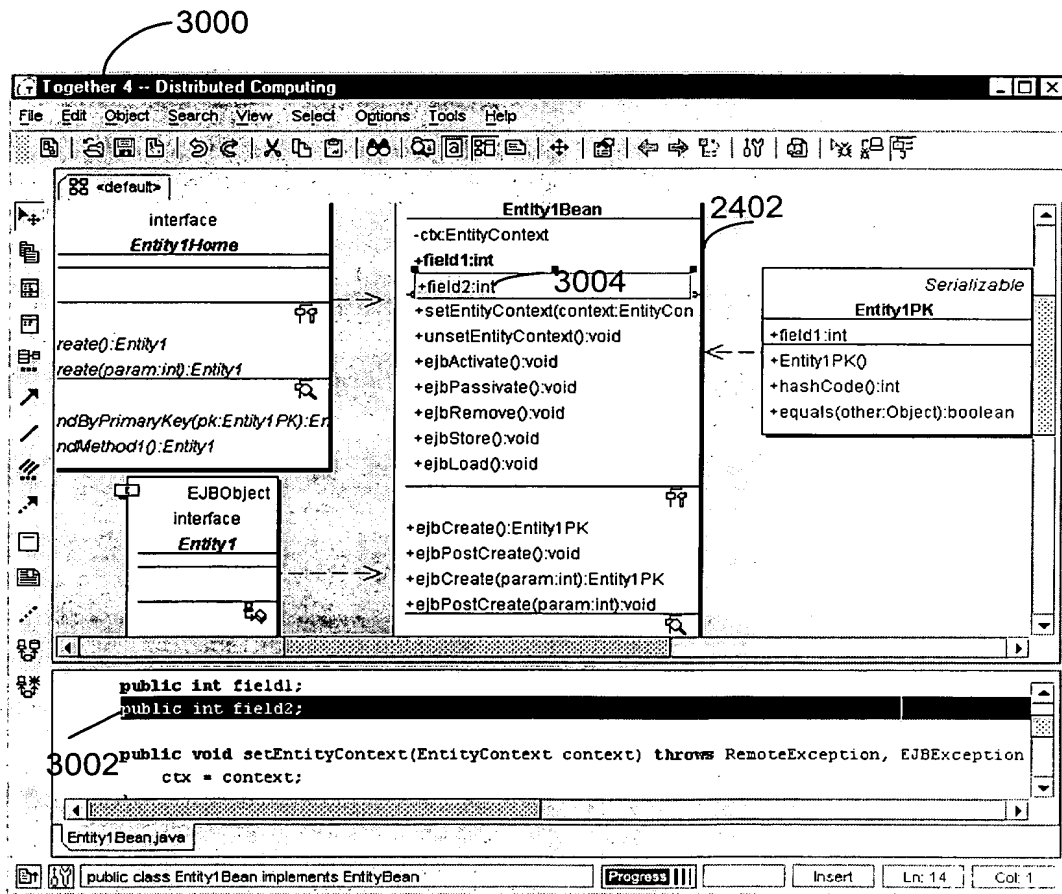 3000
Together 4 -- Distributed Computing
File Edit Object Search View Select Options Tools Help
<default>
interface
Entity1Home
reate():Entity1
reate(param:int):Entity1
ndByPrimaryKey(pk:Entity1PK):En
ndMethod1():Entity1
EJBObject
interface
Entity1
Entity1Bean
2402
-ctx:EntityContext
+field1:int
+field2:int
3004
+setEntityContext(context:EntityCon
+unsetEntityContext():void
+ejbActivate():void
+ejbPassivate():void
+ejbRemove():void
+ejbStore():void
+ejbLoad():void
+ejbCreate():Entity1PK
+ejbPostCreate():void
+ejbCreate(param:int):Entity1PK
+ejbPostCreate(param:int):void
Serializable
Entity1PK
+field1:int
+Entity1PK()
+hashCode():int
+equals(other:Object):boolean
public int field1;
public int field2;
3002
public void setEntityContext(EntityContext context) throws RemoteException, EJBException
ctx = context;
Entity1Bean.java
public class Entity1Bean implements EntityBean
Progress
Insert
Ln: 14
Col: 1